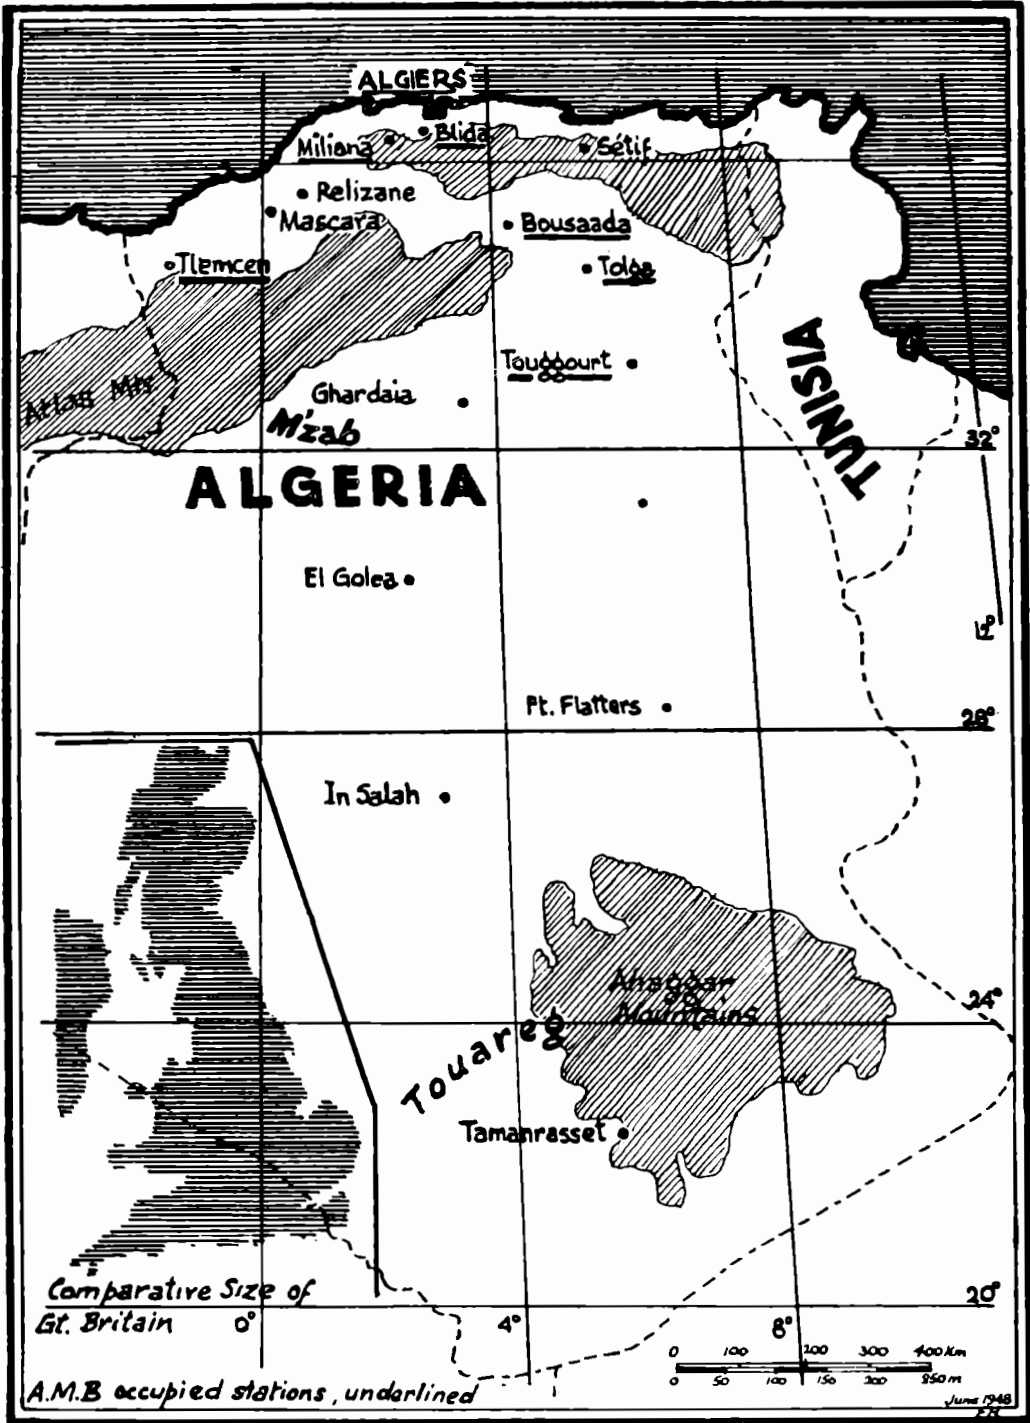 ALGIERS
Blida
Miliana
Sétif
Relizane
Mascara
Bousaada
Tlemcen
Tolga
TUNISIA
Touggourt
Ghardaia
Atlas Mts.
M'zab
32°
ALGERIA
El Golea
12°
Ft. Flatters
28°
In Salah
Ahaggar
Mountains
24°
Touareg
Tamanrasset
Comparative Size of
Gt. Britain
20°
0°
4°
8°
0 100 200 300 400 Km
0 50 100 150 200 250 m
A.M.B occupied stations, underlined
June 1948